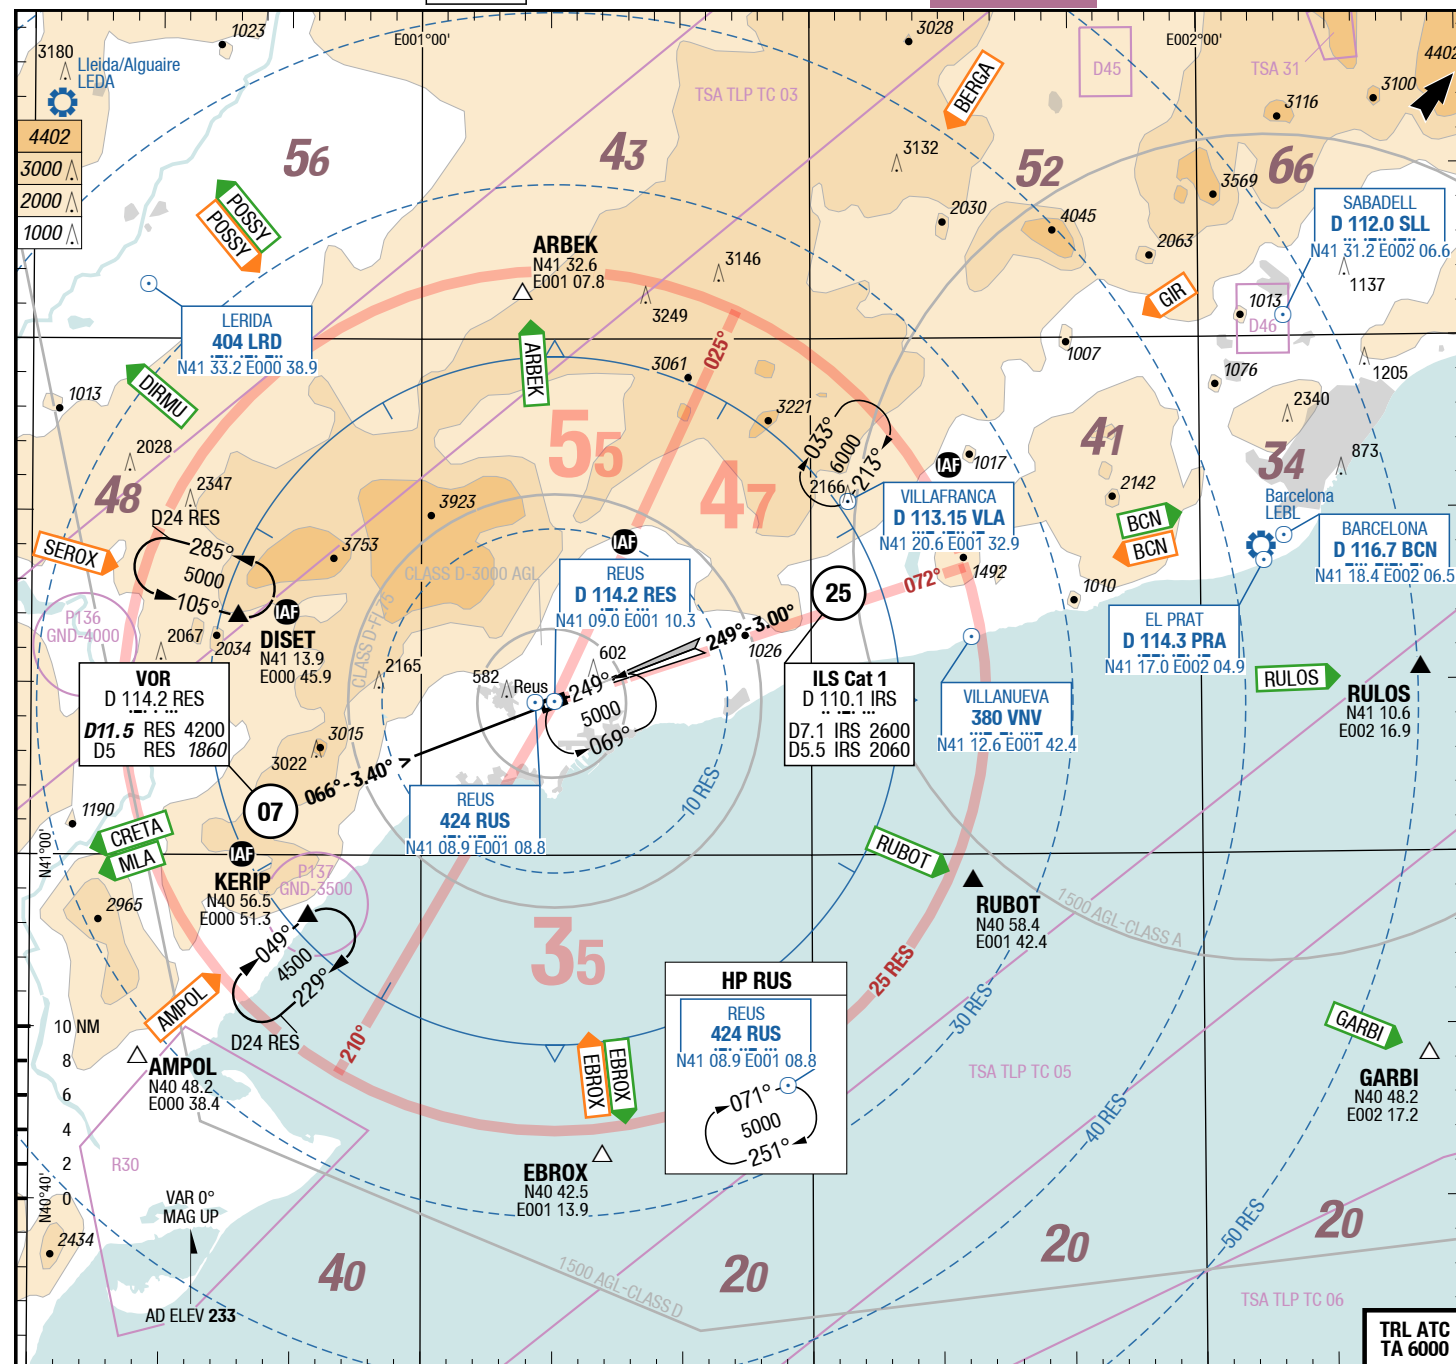 3180
1023
E001°00'
3028
E002°00'
4402
Lleida/Alguaire
LEDA
BERGA
D45
TSA 31
3100
TSA TLP TC 03
3116
4402
3000
2000
1000
56
43
3132
52
66
3569
POSSY
POSSY
2030
4045
2063
SABADELL
D 112.0 SLL
N41 31.2 E002 06.6
ARBEK
N41 32.6
E001 07.8
3146
3249
GIR
1013
D46
1137
LERIDA
404 LRD
N41 33.2 E000 38.9
025°
ARBEK
3061
1007
1076
1205
DIRMU
1013
3221
2340
55
033°
6000
213°
41
34
873
2028
48
2347
47
IAF
1017
2166
2142
D24 RES
3923
VILLAFRANCA
D 113.15 VLA
N41 20.6 E001 32.9
BCN
BCN
Barcelona
LEBL
BARCELONA
D 116.7 BCN
N41 18.4 E002 06.5
SEROX
285°
5000
105°
3753
IAF
CLASS D-3000 AGL
REUS
D 114.2 RES
N41 09.0 E001 10.3
072°
1492
1010
P136
GND-4000
IAF
DISET
N41 13.9
E000 45.9
2067
2034
CLASS D-FL75
25
249°-3.00°
1026
EL PRAT
D 114.3 PRA
N41 17.0 E002 04.9
VOR
D 114.2 RES
D11.5 RES 4200
D5 RES 1860
2165
602
582
Reus
249°
5000
069°
ILS Cat 1
D 110.1 IRS
D7.1 IRS 2600
D5.5 IRS 2060
VILLANUEVA
380 VNV
N41 12.6 E001 42.4
RULOS
RULOS
N41 10.6
E002 16.9
3015
3022
066°-3.40° >
07
10 RES
REUS
424 RUS
N41 08.9 E001 08.8
1190
CRETA
MLA
N41°00'
IAF
KERIP
N40 56.5
E000 51.3
P137
GND-3500
RUBOT
RUBOT
N40 58.4
E001 42.4
1500 AGL-CLASS A
2965
049°
4500
229°
35
25 RES
AMPOL
HP RUS
REUS
424 RUS
N41 08.9 E001 08.8
071°
5000
251°
30 RES
10 NM
8
6
4
2
0
D24 RES
210°
AMPOL
N40 48.2
E000 38.4
EBROX
EBROX
TSA TLP TC 05
GARBI
GARBI
N40 48.2
E002 17.2
40 RES
R30
EBROX
N40 42.5
E001 13.9
N40°40'
VAR 0°
MAG UP
2434
50 RES
40
1500 AGL-CLASS D
20
20
20
AD ELEV 233
TSA TLP TC 06
TRL ATC
TA 6000